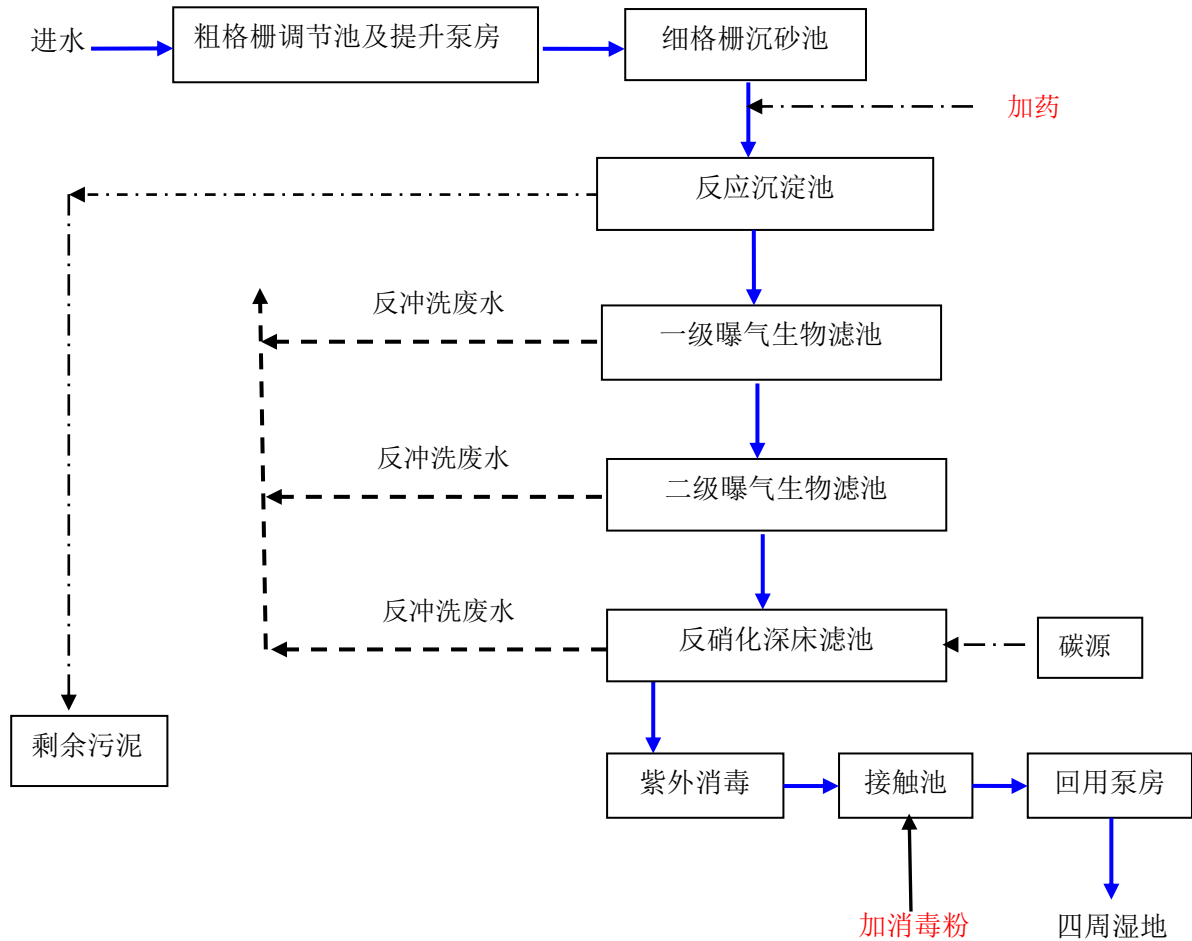 进水
粗格栅调节池及提升泵房
细格栅沉砂池
加药
反应沉淀池
反冲洗废水
一级曝气生物滤池
反冲洗废水
二级曝气生物滤池
反冲洗废水
反硝化深床滤池
碳源
剩余污泥
紫外消毒
接触池
回用泵房
加消毒粉
四周湿地